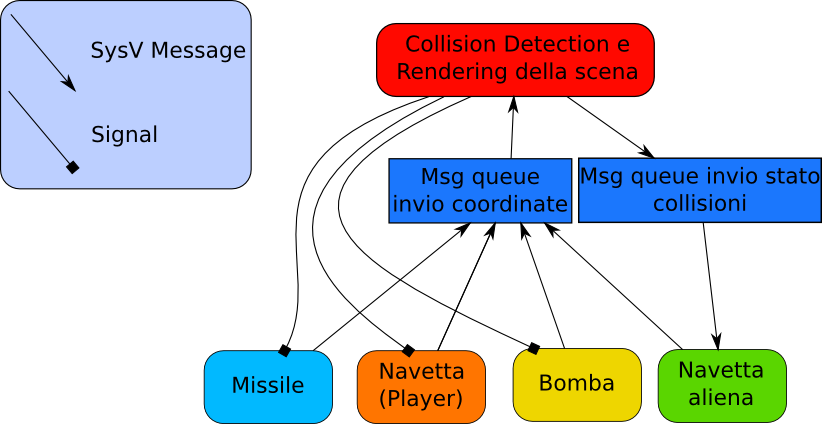 SysV Message
Signal
Collision Detection e
Rendering della scena
Msg queue
invio coordinate
Msg queue invio stato
collisioni
Missile
Navetta
(Player)
Bomba
Navetta
aliena